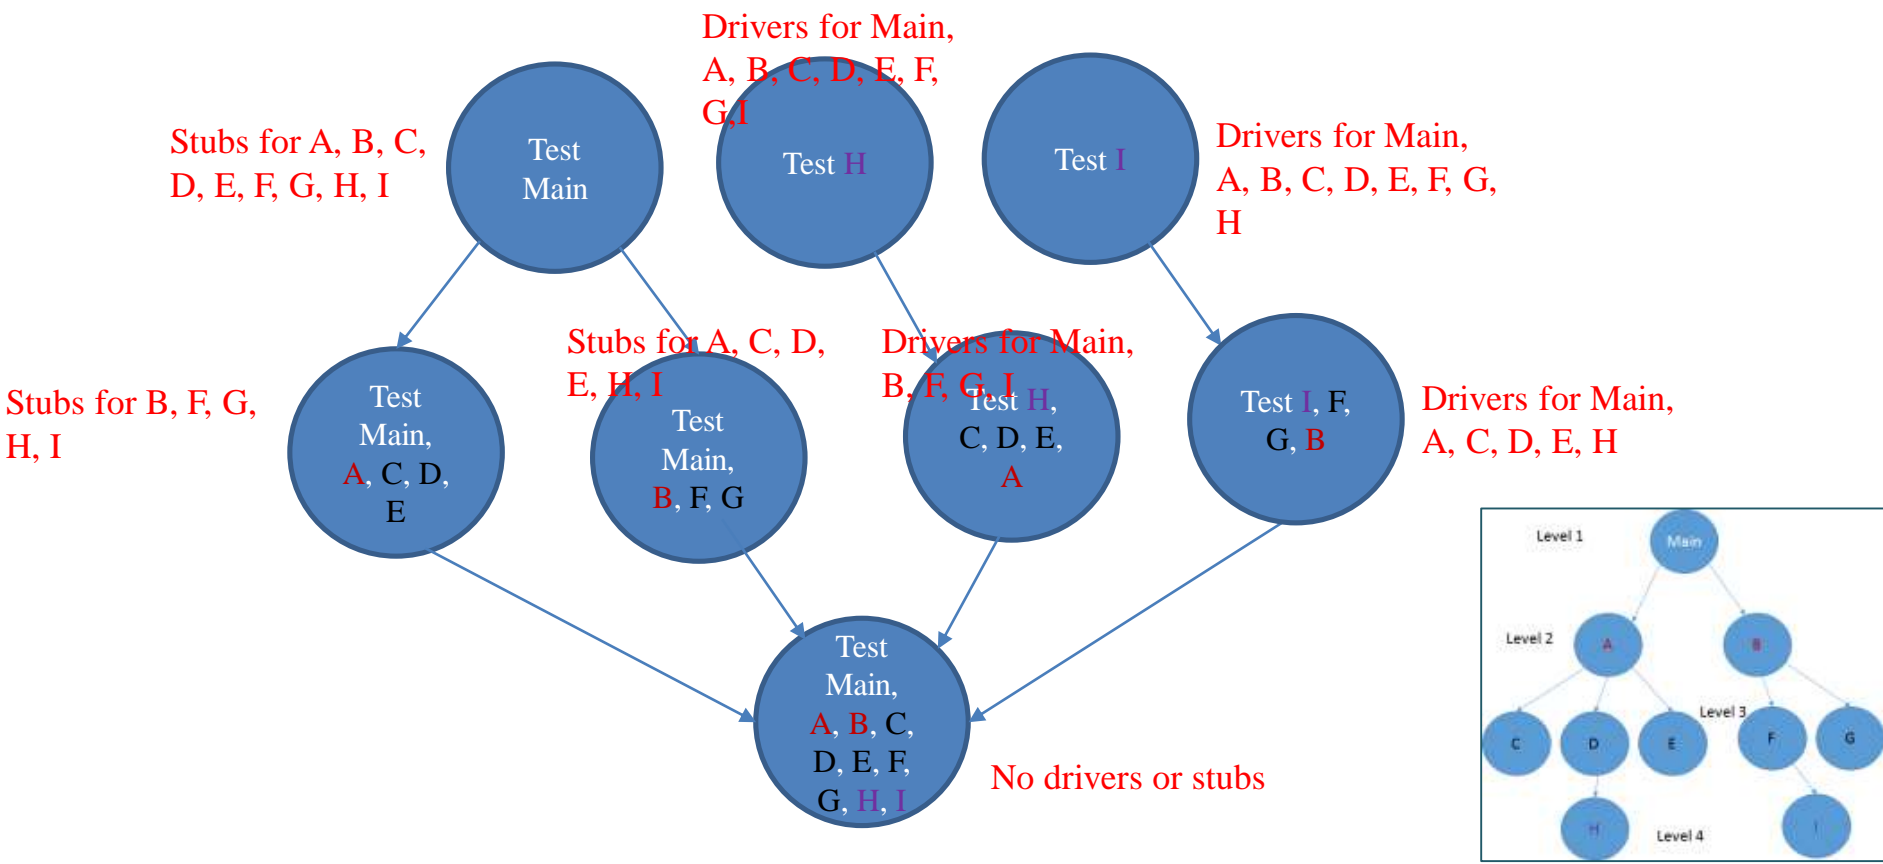 Drivers for Main,
A, B, C, D, E, F,
G,I
Stubs for A, B, C,
D, E, F, G, H, I
Test
Main
Test H
Test I
Drivers for Main,
A, B, C, D, E, F, G,
H
Stubs for B, F, G,
H, I
Test
Main,
A, C, D,
E
Stubs for A, C, D,
E, H, I
Test
Main,
B, F, G
Drivers for Main,
B, F, G, I
Test H,
C, D, E,
A
Test I, F,
G, B
Drivers for Main,
A, C, D, E, H
Test
Main,
A, B, C,
D, E, F,
G, H, I
No drivers or stubs
Level 1
Main
Level 2
A
B
Level 3
C
D
E
F
G
H
I
Level 4